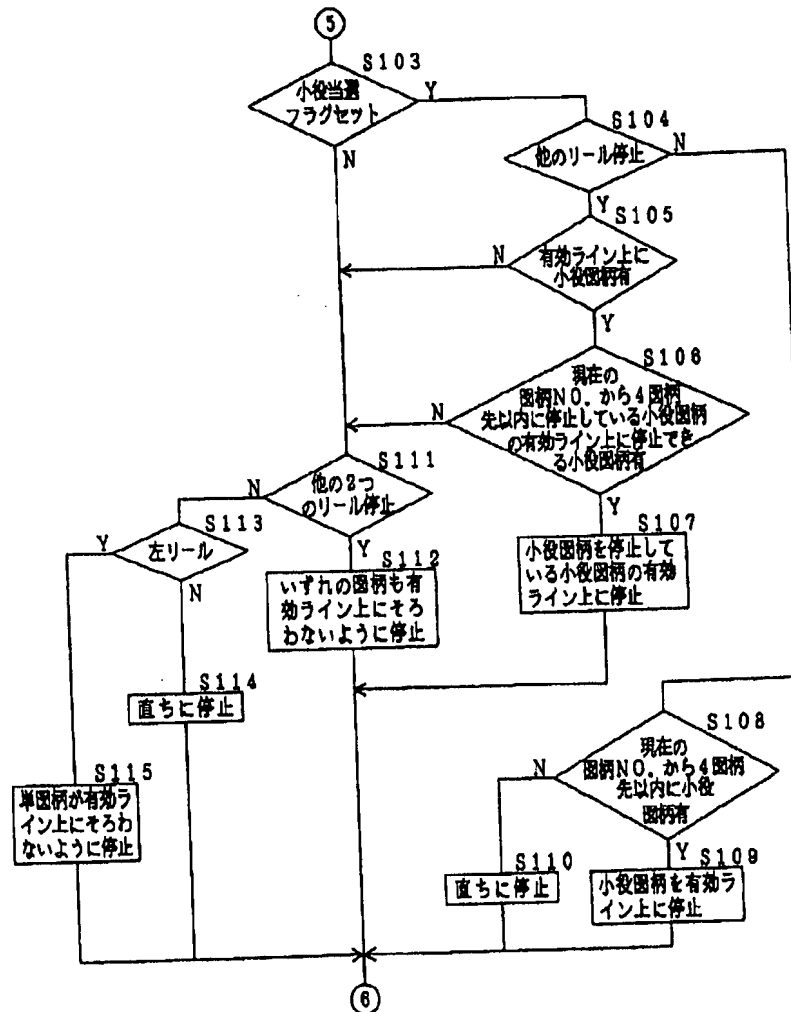 5
S103
小役当選
フラグセット
Y
N
S104
他のリール停止
N
Y
S105
有効ライン上に
小役図柄有
N
Y
S106
現在の
図柄NO.から4図柄
先以内に停止している小役図柄
の有効ライン上に停止でき
る小役図柄有
N
Y
S107
小役図柄を停止して
いる小役図柄の有効
ライン上に停止
S111
他の2つ
のリール停止
N
Y
S112
いずれの図柄も有
効ライン上にそろ
わないように停止
S113
左リール
Y
N
S114
直ちに停止
S115
単図柄が有効ラ
イン上にそろわ
ないように停止
S108
現在の
図柄NO.から4図柄
先以内に小役
図柄有
N
Y
S109
小役図柄を有効ラ
イン上に停止
S110
直ちに停止
6